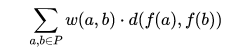 ∑_{a,b∈P} w(a, b) · d(f(a), f(b))